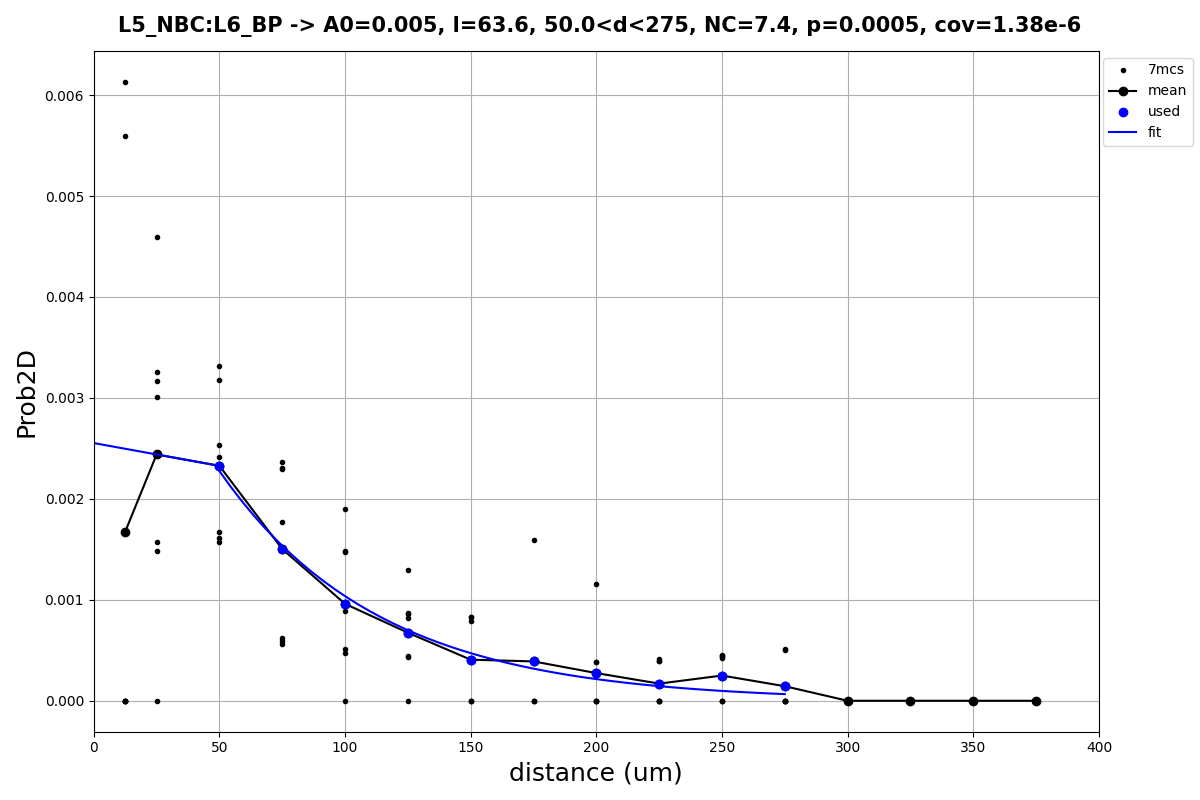 L5_NBC:L6_BP -> A0=0.005, l=63.6, 50.0<d<275, NC=7.4, p=0.0005, cov=1.38e-6
7mcs
mean
used
fit
Prob2D
0.006
0.005
0.004
0.003
0.002
0.001
0.000
0 50 100 150 200 250 300 350 400
distance (um)